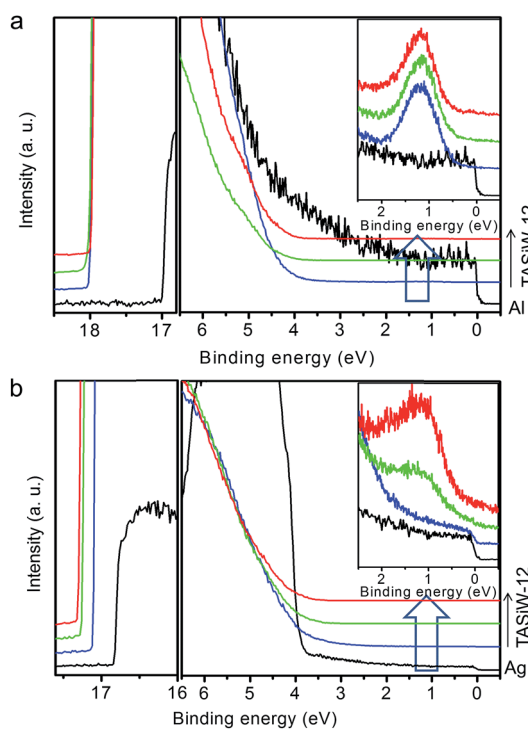 a
Intensity (a. u.)
18
17
6
5
4
3
2
1
0
Binding energy (eV)
2
1
0
Binding energy (eV)
TASiW-12
Al
b
Intensity (a. u.)
17
16
6
5
4
3
2
1
0
Binding energy (eV)
2
1
0
Binding energy (eV)
TASiW-12
Ag